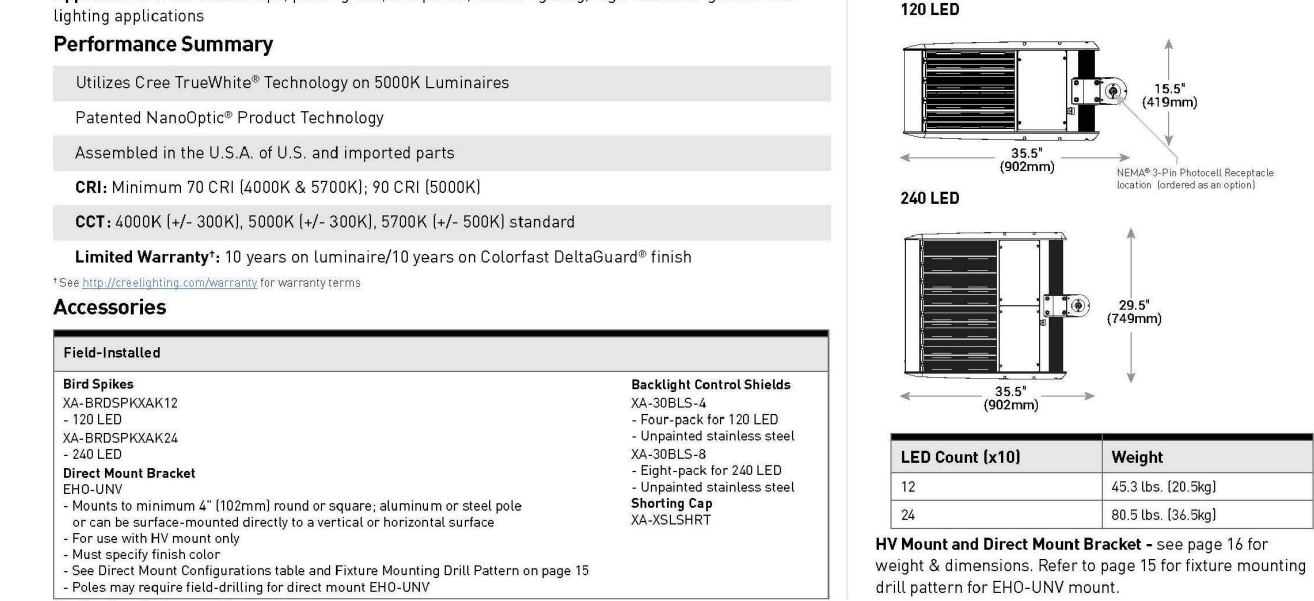 lighting applications
Performance Summary
Utilizes Cree TrueWhite® Technology on 5000K Luminaires
Patented NanoOptic® Product Technology
Assembled in the U.S.A. of U.S. and imported parts
CRI: Minimum 70 CRI (4000K & 5700K); 90 CRI (5000K)
CCT: 4000K (+/- 300K), 5000K (+/- 300K), 5700K (+/- 500K) standard
Limited Warranty†: 10 years on luminaire/10 years on Colorfast DeltaGuard® finish
† See http://creelighting.com/warranty for warranty terms
Accessories
Field-Installed
Bird Spikes
XA-BRDSPKXAK12
- 120 LED
XA-BRDSPKXAK24
- 240 LED
Direct Mount Bracket
EHO-UNV
- Mounts to minimum 4" (102mm) round or square; aluminum or steel pole
or can be surface-mounted directly to a vertical or horizontal surface
- For use with HV mount only
- Must specify finish color
- See Direct Mount Configurations table and Fixture Mounting Drill Pattern on page 15
- Poles may require field-drilling for direct mount EHO-UNV
Backlight Control Shields
XA-30BLS-4
- Four-pack for 120 LED
- Unpainted stainless steel
XA-30BLS-8
- Eight-pack for 240 LED
- Unpainted stainless steel
Shorting Cap
XA-XSLSHRT
120 LED
15.5"
(419mm)
35.5"
(902mm)
NEMA® 3-Pin Photocell Receptacle
location (ordered as an option)
240 LED
29.5"
(749mm)
35.5"
(902mm)
LED Count (x10) Weight
12 45.3 lbs. (20.5kg)
24 80.5 lbs. (36.5kg)
HV Mount and Direct Mount Bracket - see page 16 for
weight & dimensions. Refer to page 15 for fixture mounting
drill pattern for EHO-UNV mount.